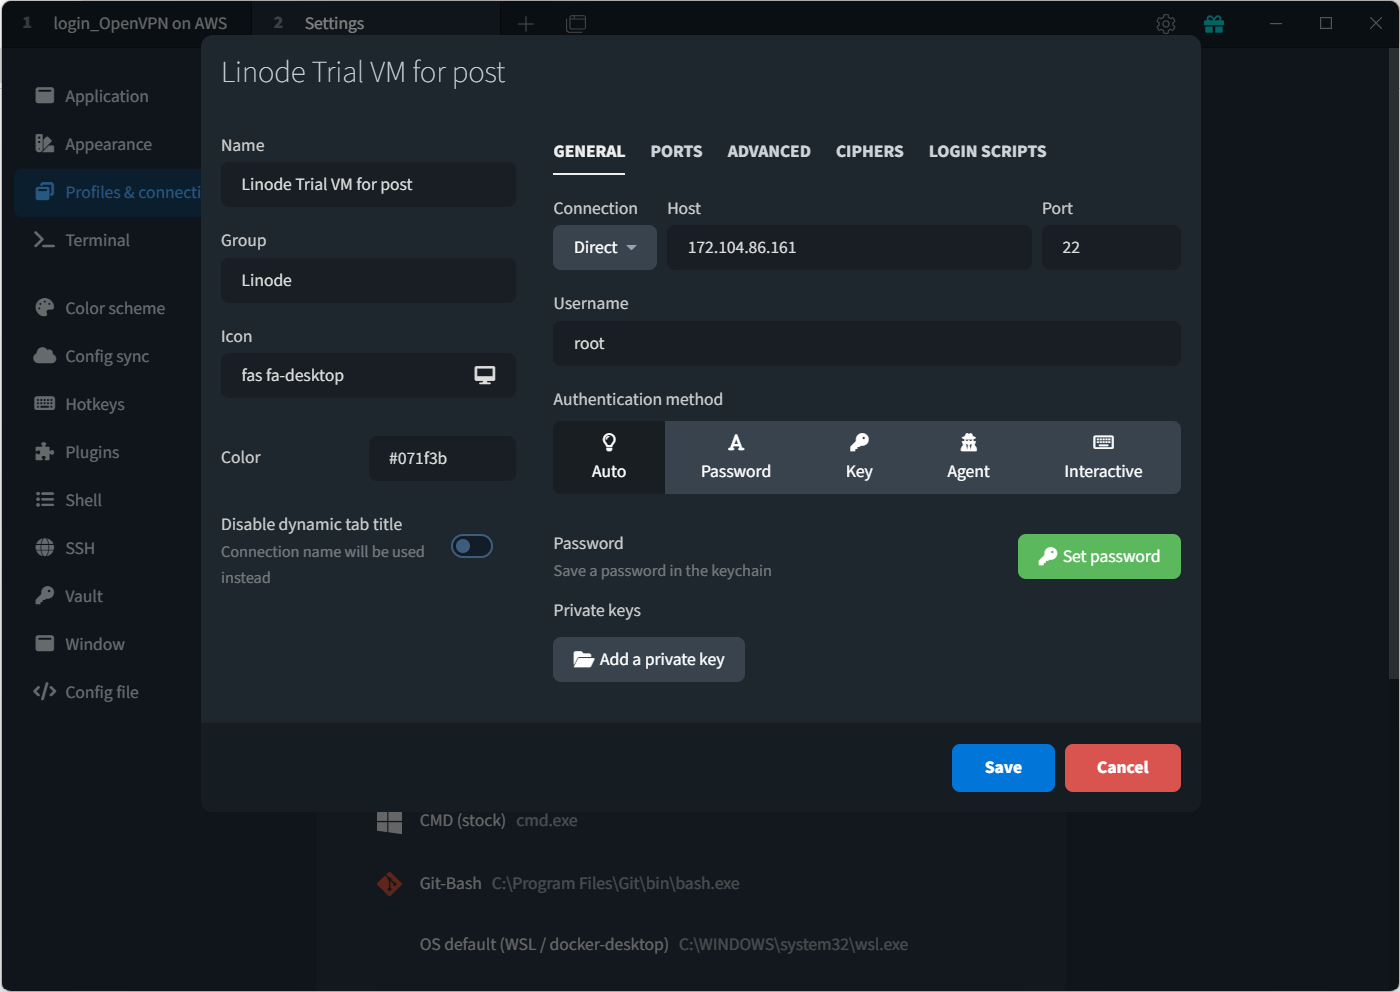 1 login_OpenVPN on AWS 2 Settings
Linode Trial VM for post
Application
Appearance
Profiles & connecti
Terminal
Color scheme
Config sync
Hotkeys
Plugins
Shell
SSH
Vault
Window
Config file
Name
Linode Trial VM for post
Group
Linode
Icon
fas fa-desktop
Color #071f3b
Disable dynamic tab title
Connection name will be used
instead
GENERAL PORTS ADVANCED CIPHERS LOGIN SCRIPTS
Connection Host Port
Direct 172.104.86.161 22
Username
root
Authentication method
Auto Password Key Agent Interactive
Password
Save a password in the keychain
Set password
Private keys
Add a private key
Save Cancel
CMD (stock) cmd.exe
Git-Bash C:\Program Files\Git\bin\bash.exe
OS default (WSL / docker-desktop) C:\WINDOWS\system32\wsl.exe